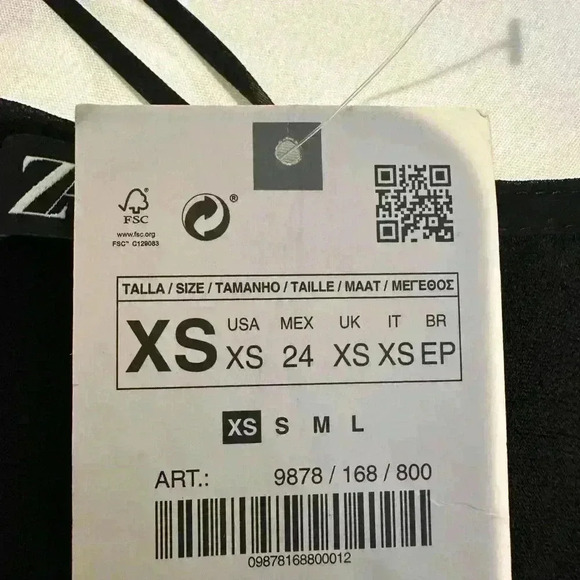 ZA
FSC
www.fsc.org
FSC™ C129083
®
TALLA / SIZE / TAMANHO / TAILLE / MAAT / ΜΕΓΕΘΟΣ
XS
USA MEX UK IT BR
XS 24 XS XS EP
XS S M L
ART.: 9878 / 168 / 800
09878168800012